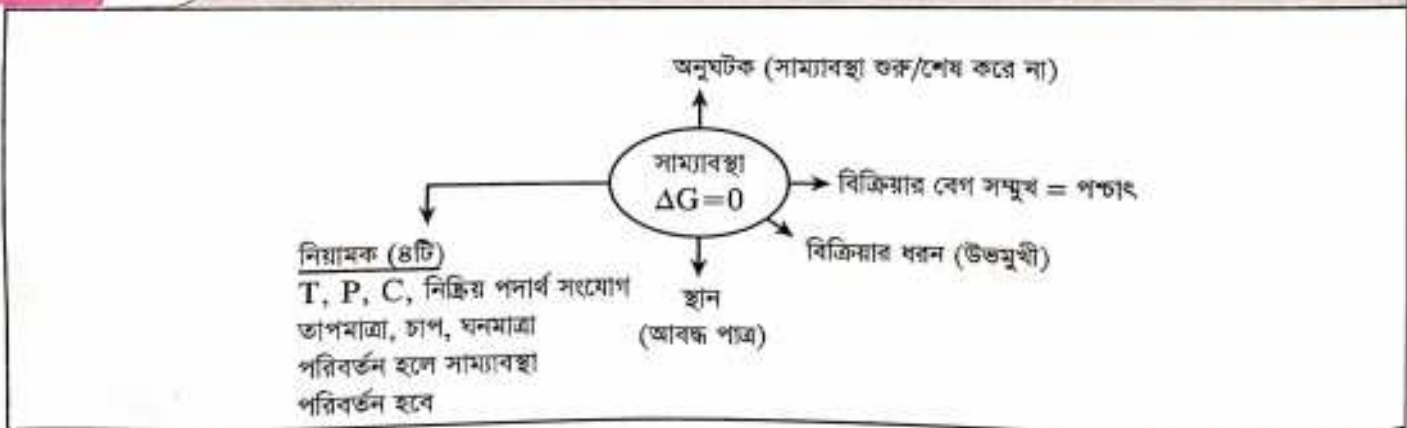 অনুঘটক (সাম্যাবস্থা শুরু/শেষ করে না)
সাম্যাবস্থা
ΔG=0
বিক্রিয়ার বেগ সম্মুখ = পশ্চাৎ
বিক্রিয়ার ধরন (উভমুখী)
স্থান
(আবদ্ধ পাত্র)
নিয়ামক (৪টি)
T, P, C, নিষ্ক্রিয় পদার্থ সংযোগ
তাপমাত্রা, চাপ, ঘনমাত্রা
পরিবর্তন হলে সাম্যাবস্থা
পরিবর্তন হবে